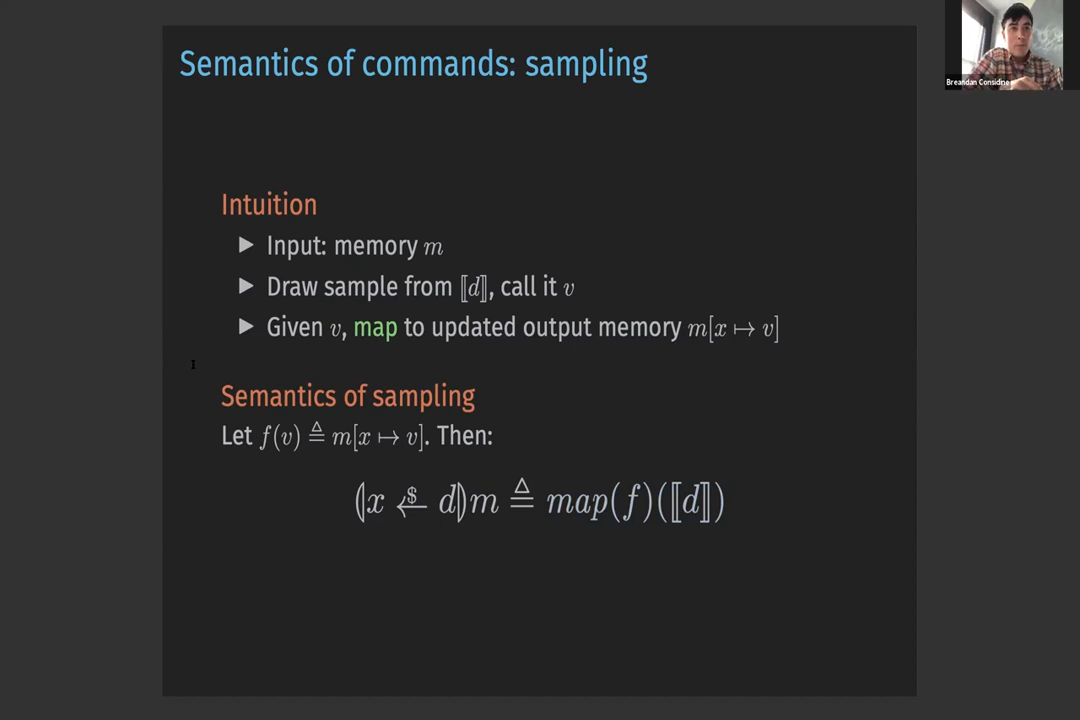 Semantics of commands: sampling
Breandan Considine
Intuition
▶ Input: memory m
▶ Draw sample from ⟦d⟧, call it v
▶ Given v, map to updated output memory m[x ↦ v]
Semantics of sampling
Let f(v) ≜ m[x ↦ v]. Then:
⦇x ↞$ d⦈m ≜ map(f)(⟦d⟧)